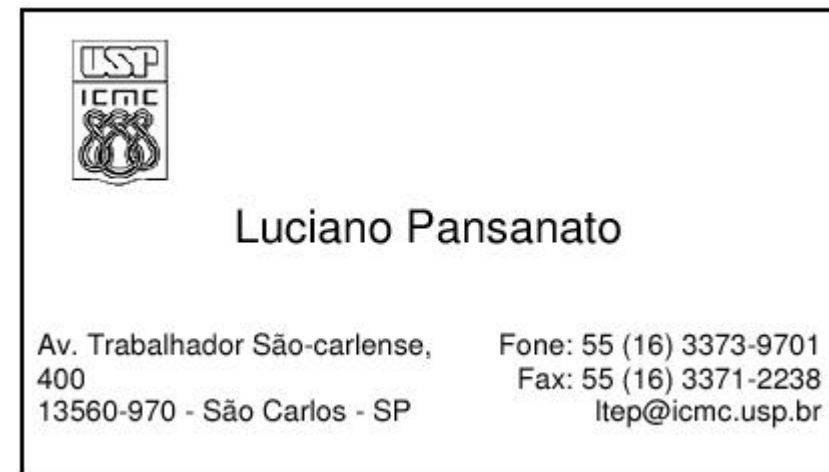 USP
ICMC
Luciano Pansanato
Av. Trabalhador São-carlense,
400
13560-970 - São Carlos - SP
Fone: 55 (16) 3373-9701
Fax: 55 (16) 3371-2238
ltep@icmc.usp.br